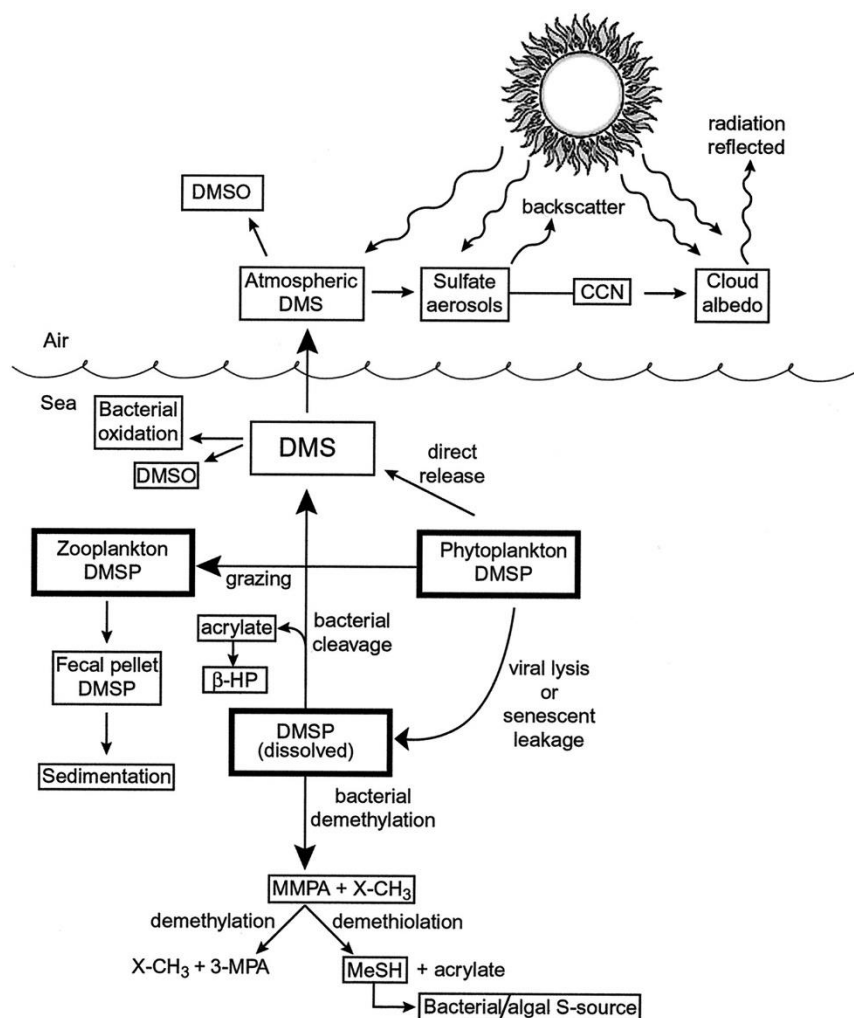 radiation
reflected
DMSO
backscatter
Atmospheric
DMS
Sulfate
aerosols
CCN
Cloud
albedo
Air
Sea
Bacterial
oxidation
DMS
direct
release
DMSO
Zooplankton
DMSP
Phytoplankton
DMSP
grazing
acrylate
bacterial
cleavage
β-HP
Fecal pellet
DMSP
viral lysis
or
senescent
leakage
DMSP
(dissolved)
Sedimentation
bacterial
demethylation
MMPA + X-CH₃
demethylation
demethiolation
X-CH₃ + 3-MPA
MeSH + acrylate
Bacterial/algal S-source